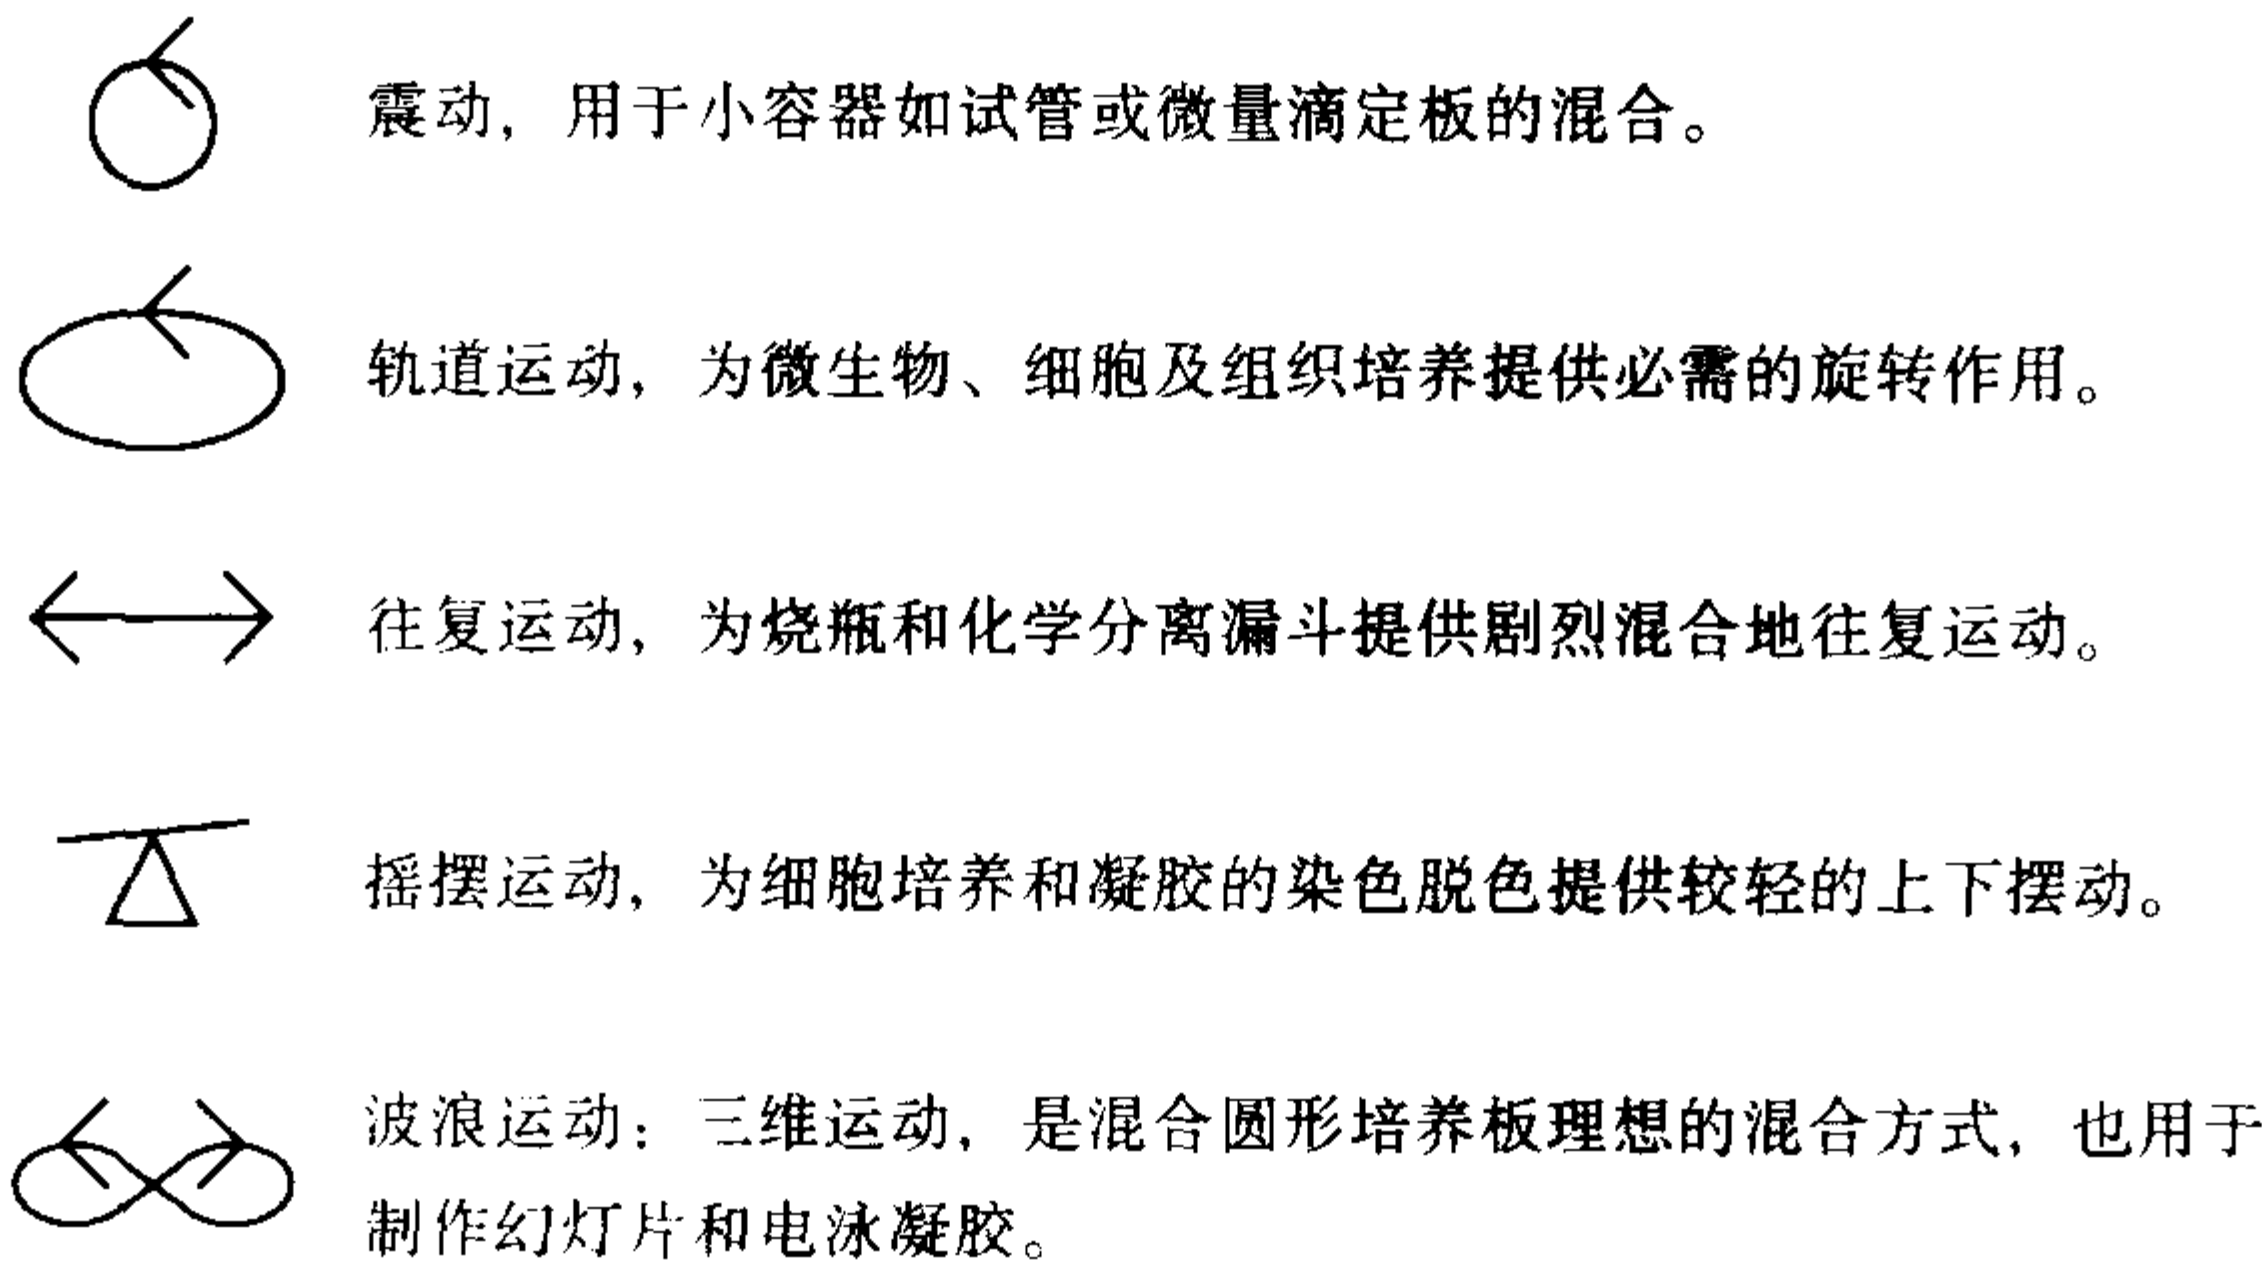 震动，用于小容器如试管或微量滴定板的混合。
轨道运动，为微生物、细胞及组织培养提供必需的旋转作用。
往复运动，为烧瓶和化学分离漏斗提供剧烈混合地往复运动。
摇摆运动，为细胞培养和凝胶的染色脱色提供较轻的上下摆动。
波浪运动：三维运动，是混合圆形培养板理想的混合方式，也用于
制作幻灯片和电泳凝胶。